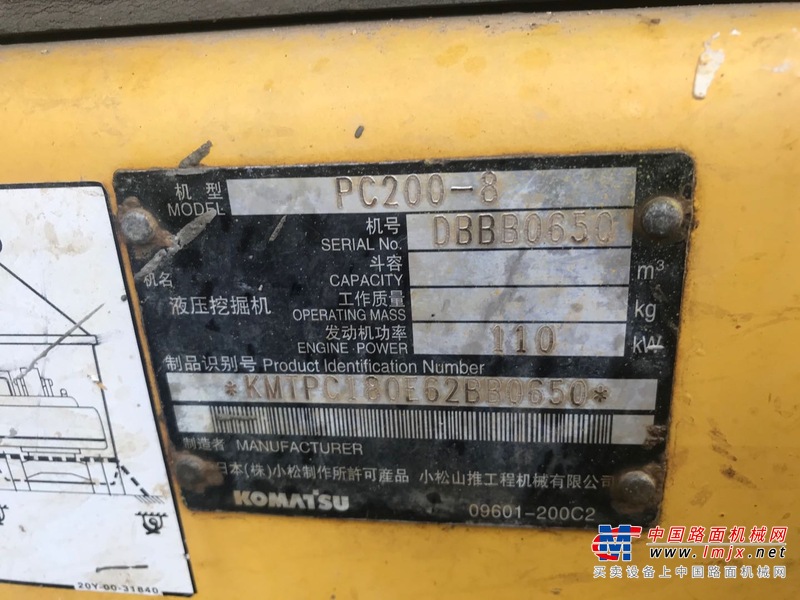 机型 PC200-8
MODEL
机号 DBBB0650
SERIAL No.
斗容 m³
CAPACITY
机名
液压挖掘机
工作质量 kg
OPERATING MASS
发动机功率 110 kW
ENGINE POWER
制品识别号 Product Identification Number
*KMTPC180E62BB0650*
制造者 MANUFACTURER
日本(株)小松制作所許可産品 小松山推工程机械有限公司
KOMATSU 09601-200C2
20Y-00-31840
中国路面机械网
www.lmjx.net
买卖设备上中国路面机械网